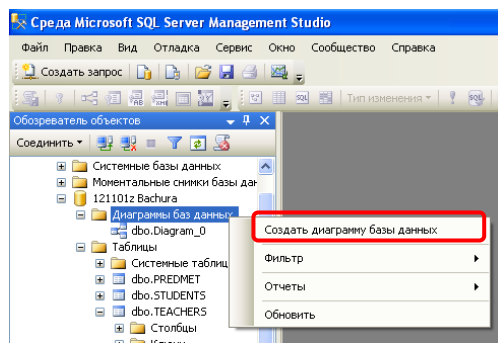 Среда Microsoft SQL Server Management Studio
Файл Правка Вид Отладка Сервис Окно Сообщество Справка
Создать запрос
Тип изменения
Обозреватель объектов
Соединить
Системные базы данных
Моментальные снимки базы дан
121101z Bachura
Диаграммы баз данных
dbo.Diagram_0
Таблицы
Системные таблиц
dbo.PREDMET
dbo.STUDENTS
dbo.TEACHERS
Столбцы
Создать диаграмму базы данных
Фильтр
Отчеты
Обновить